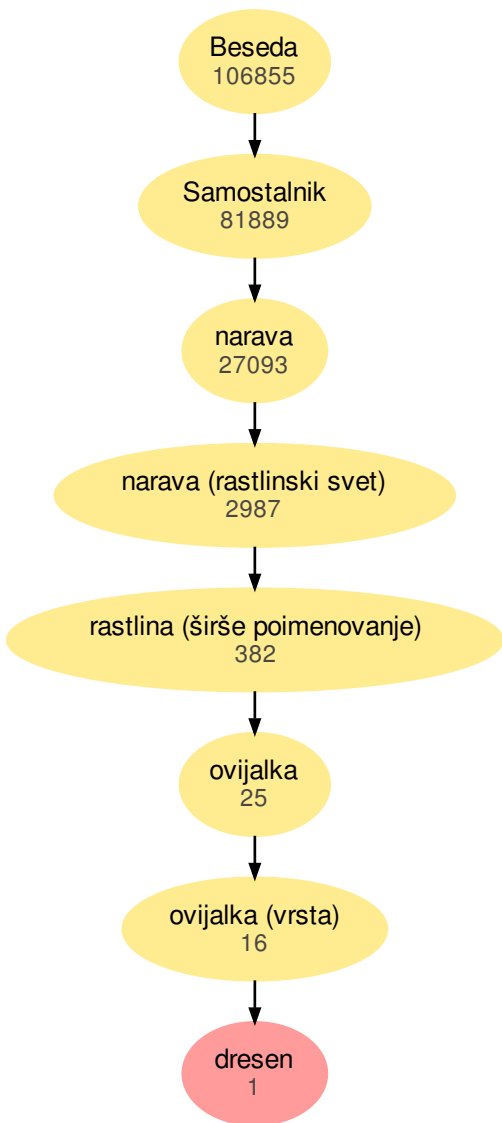 Beseda
106855
Samostalnik
81889
narava
27093
narava (rastlinski svet)
2987
rastlina (širše poimenovanje)
382
ovijalka
25
ovijalka (vrsta)
16
dresen
1